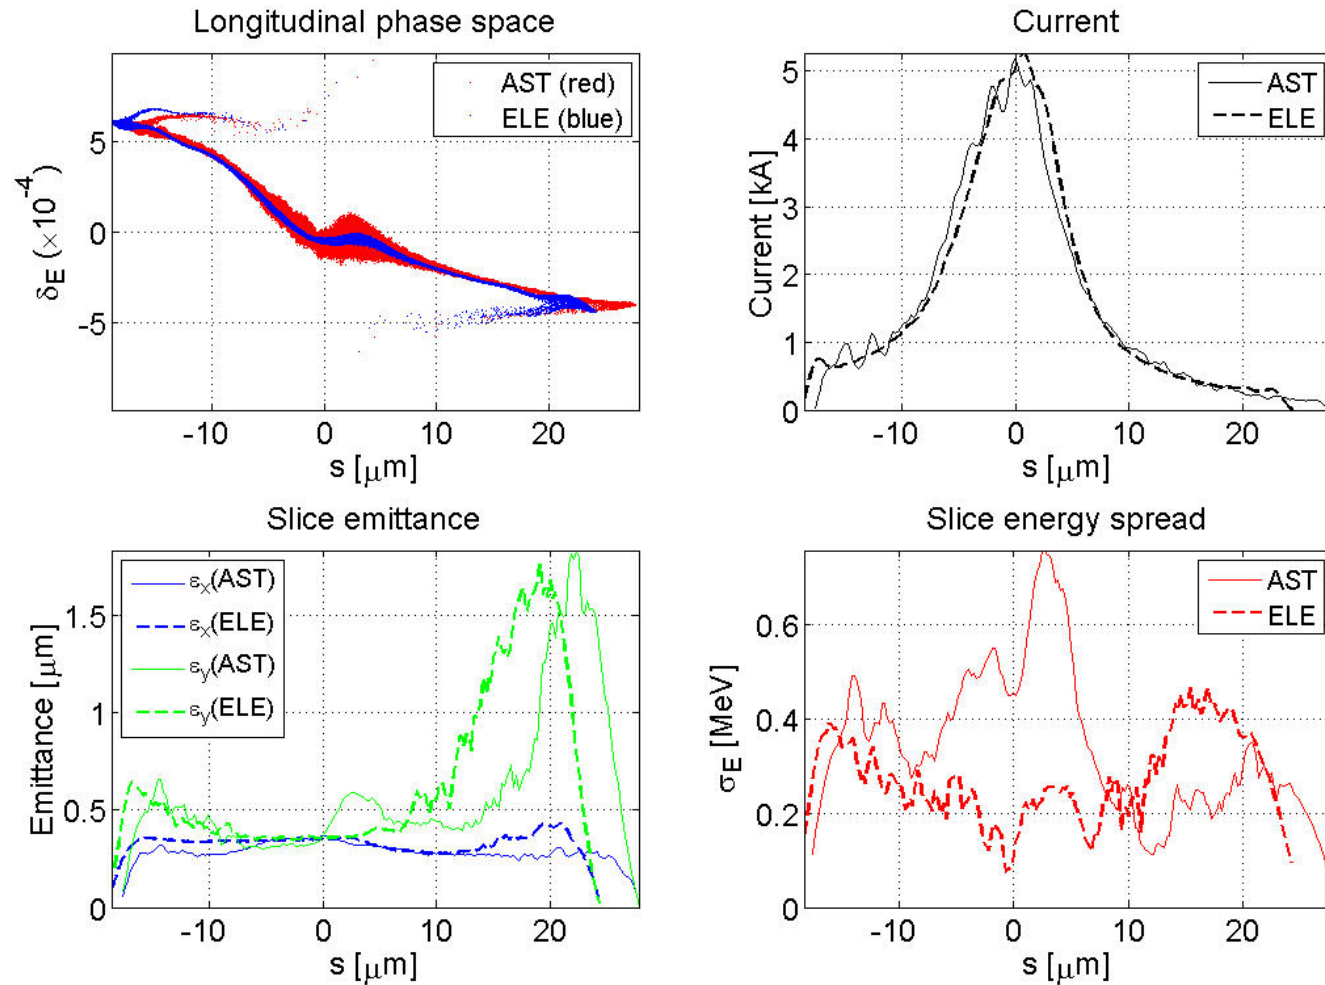 Longitudinal phase space
AST (red)
ELE (blue)
5
0
-5
δE (×10⁻⁴)
-10 0 10 20
s [μm]
Current
AST
ELE
5
4
3
2
1
0
Current [kA]
-10 0 10 20
s [μm]
Slice emittance
εx(AST)
εx(ELE)
εy(AST)
εy(ELE)
1.5
1
0.5
0
Emittance [μm]
-10 0 10 20
s [μm]
Slice energy spread
AST
ELE
0.6
0.4
0.2
0
σE [MeV]
-10 0 10 20
s [μm]